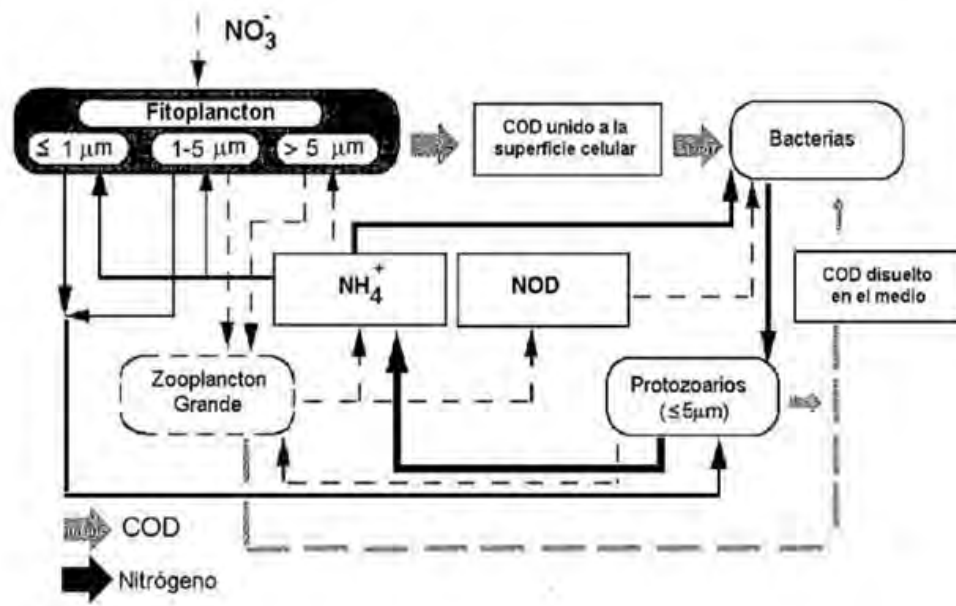 NO3-
Fitoplancton
≤ 1 μm
1-5 μm
> 5 μm
COD unido a la
superficie celular
Bacterias
NH4+
NOD
COD disuelto
en el medio
Zooplancton
Grande
Protozoarios
(≤5μm)
COD
Nitrógeno